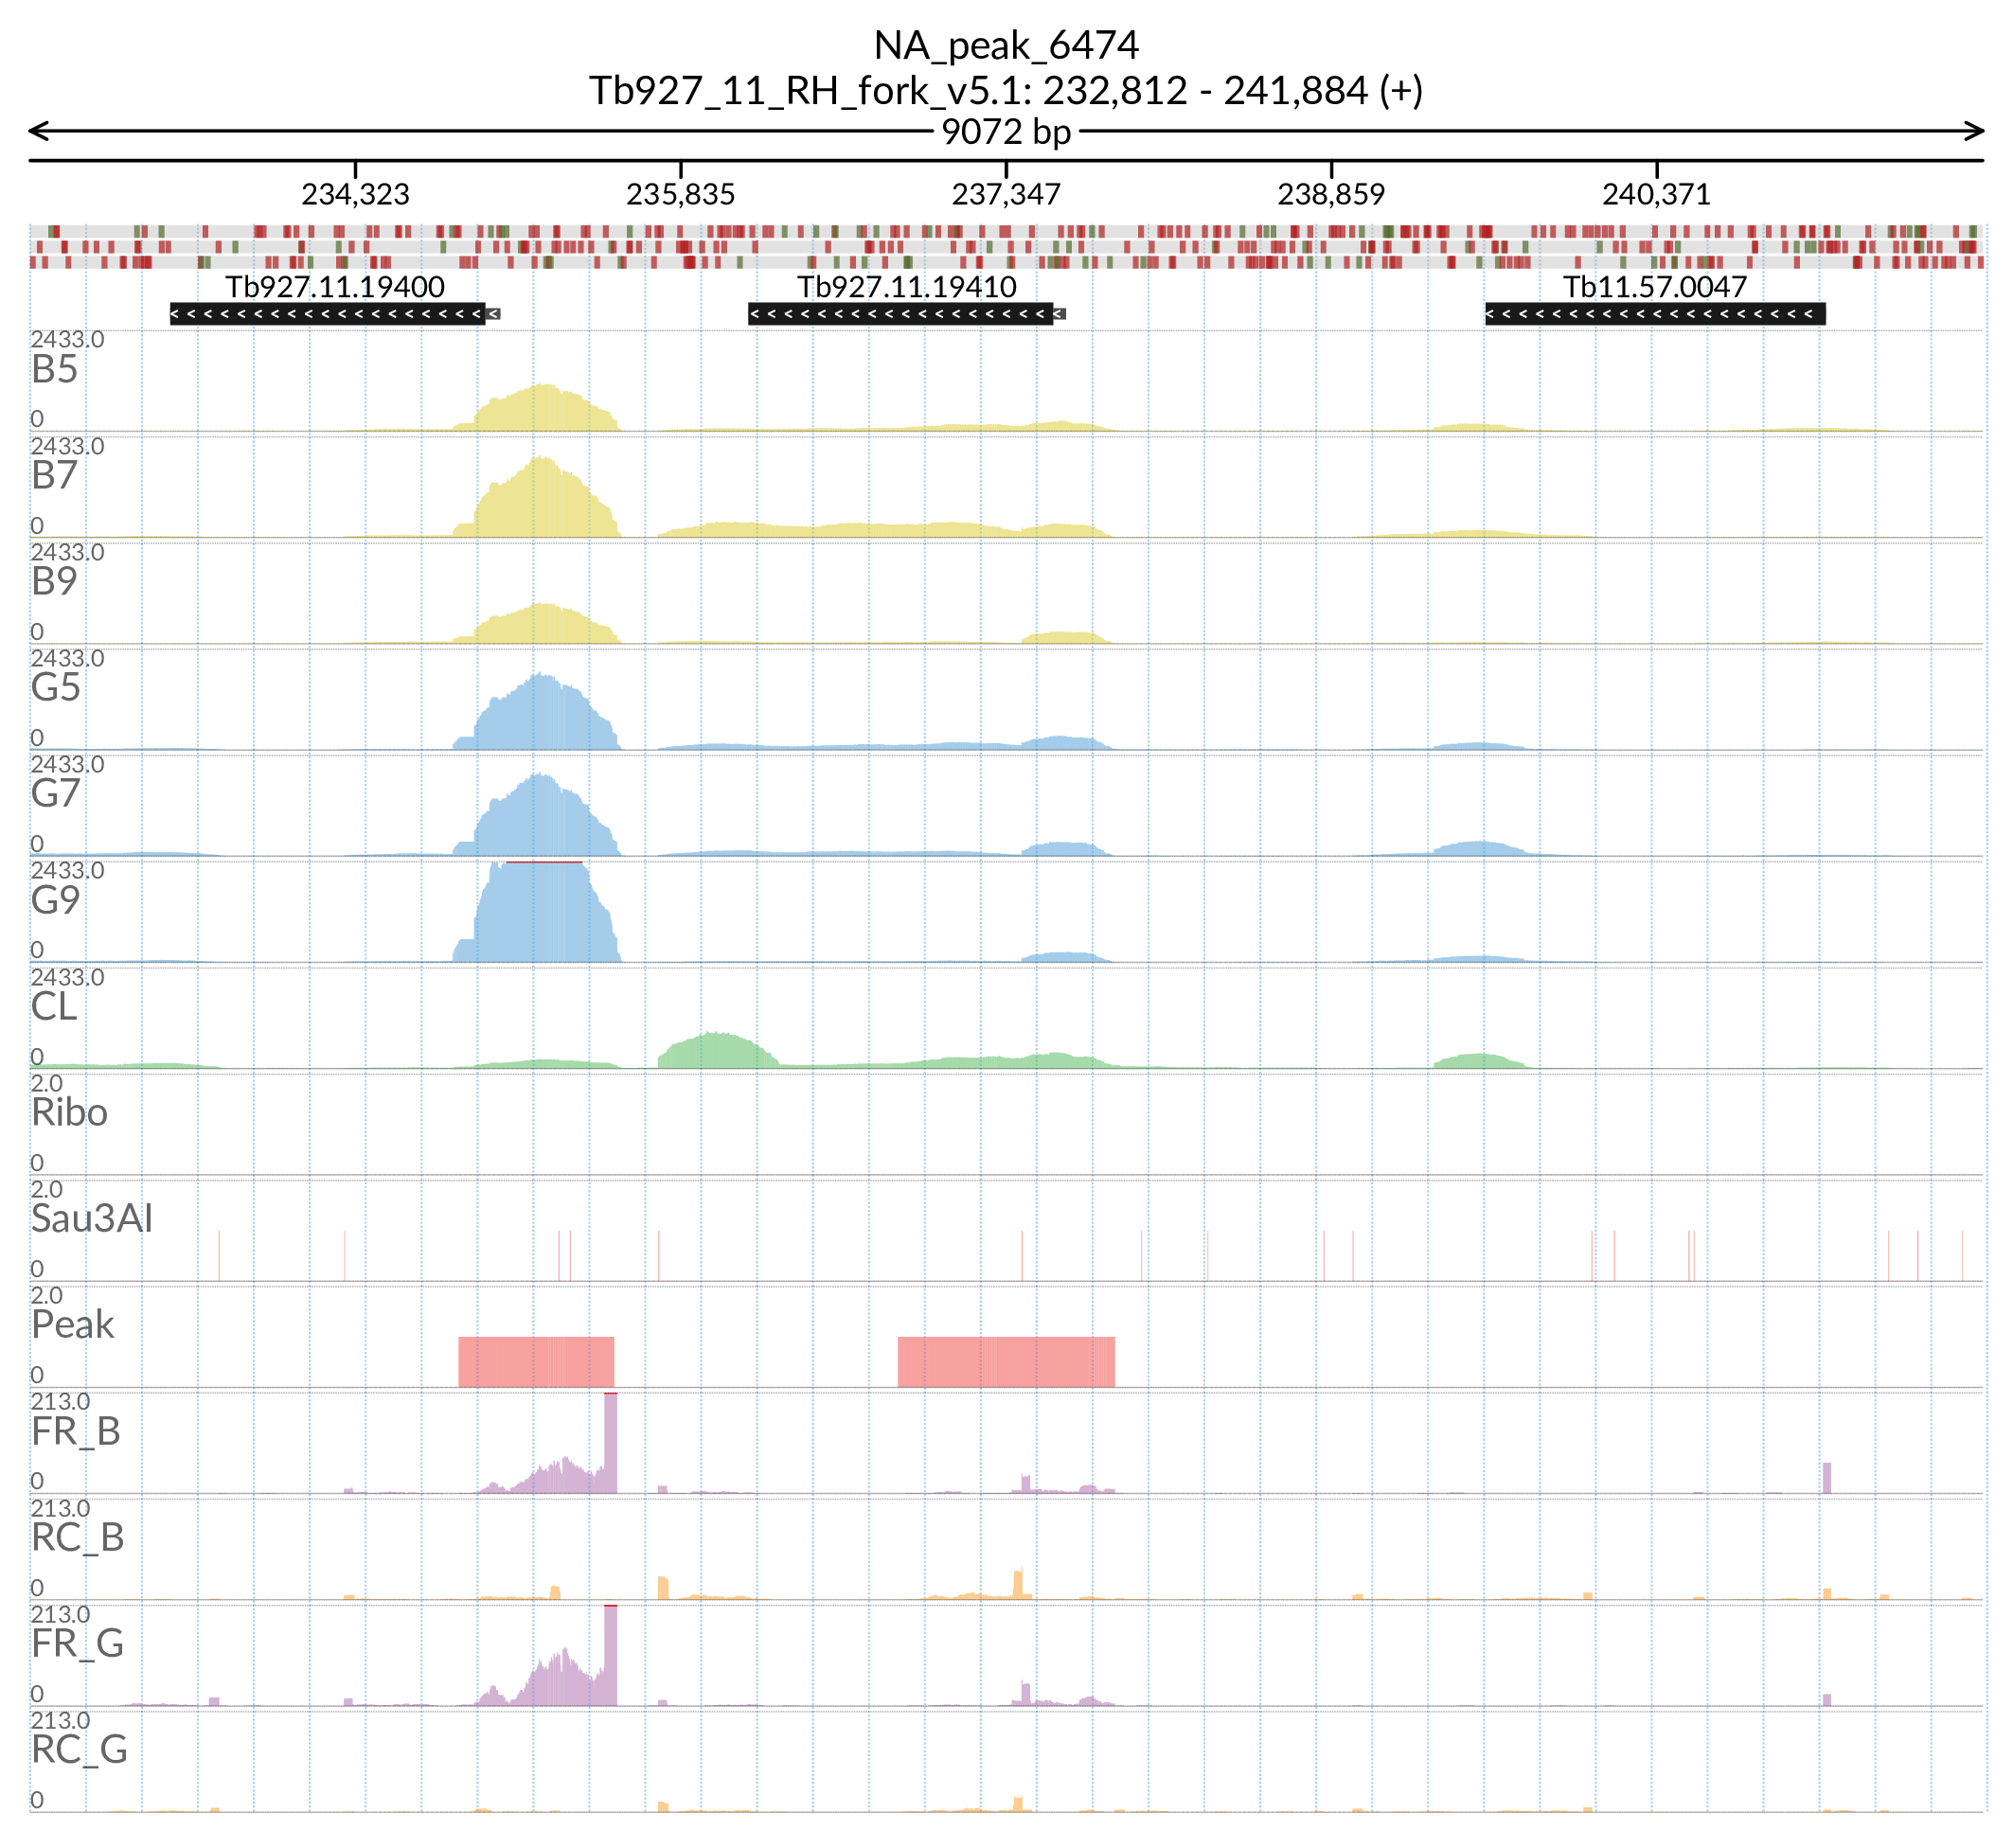 NA_peak_6474
Tb927_11_RH_fork_v5.1: 232,812 - 241,884 (+)
9072 bp
234,323 235,835 237,347 238,859 240,371
Tb927.11.19400 Tb927.11.19410 Tb11.57.0047
2433.0
B5
0
2433.0
B7
0
2433.0
B9
0
2433.0
G5
0
2433.0
G7
0
2433.0
G9
0
2433.0
CL
0
2.0
Ribo
0
2.0
Sau3AI
0
2.0
Peak
0
213.0
FR_B
0
213.0
RC_B
0
213.0
FR_G
0
213.0
RC_G
0